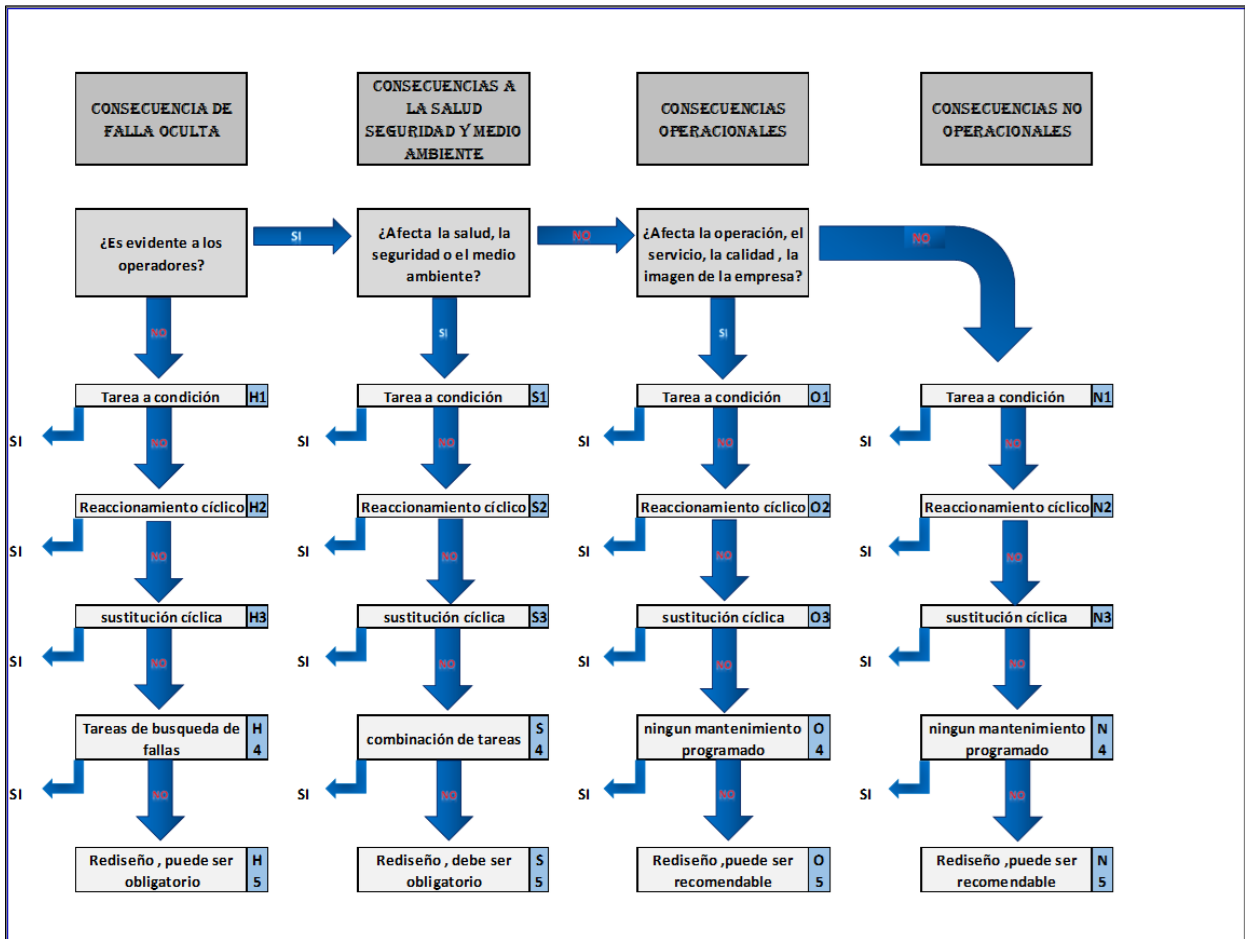 CONSECUENCIA DE
FALLA OCULTA
CONSECUENCIAS A
LA SALUD
SEGURIDAD Y MEDIO
AMBIENTE
CONSECUENCIAS
OPERACIONALES
CONSECUENCIAS NO
OPERACIONALES
¿Es evidente a los
operadores?
SI
¿Afecta la salud, la
seguridad o el medio
ambiente?
NO
¿Afecta la operación, el
servicio, la calidad , la
imagen de la empresa?
NO
NO
SI
SI
Tarea a condición H1
Tarea a condición S1
Tarea a condición O1
Tarea a condición N1
SI NO
SI NO
SI NO
SI NO
Reaccionamiento cíclico H2
Reaccionamiento cíclico S2
Reaccionamiento cíclico O2
Reaccionamiento cíclico N2
SI NO
SI NO
SI NO
SI NO
sustitución cíclica H3
sustitución cíclica S3
sustitución cíclica O3
sustitución cíclica N3
SI NO
SI NO
SI NO
SI NO
Tareas de busqueda de H
fallas 4
combinación de tareas S
4
ningun mantenimiento O
programado 4
ningun mantenimiento N
programado 4
SI NO
SI NO
SI NO
SI NO
Rediseño , puede ser H
obligatorio 5
Rediseño , debe ser S
obligatorio 5
Rediseño ,puede ser O
recomendable 5
Rediseño ,puede ser N
recomendable 5